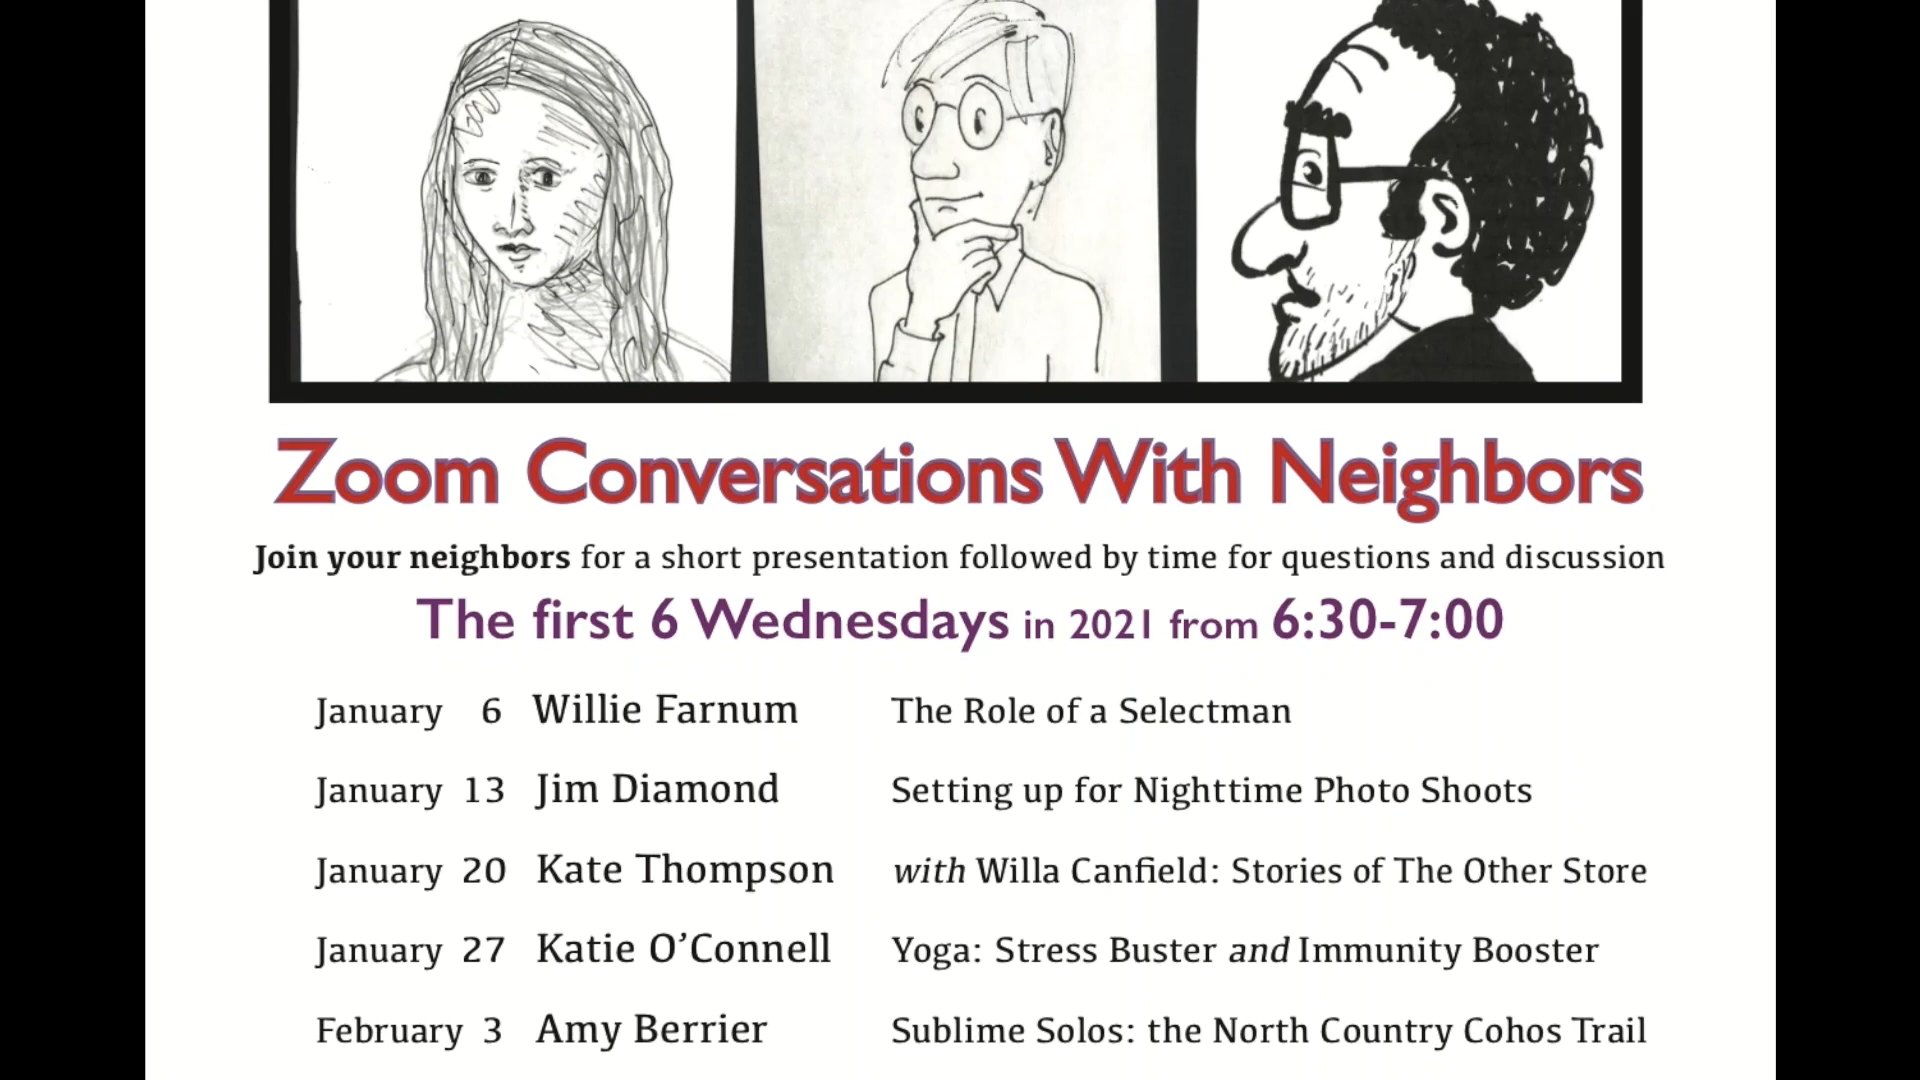 Zoom Conversations With Neighbors
Join your neighbors for a short presentation followed by time for questions and discussion
The first 6 Wednesdays in 2021 from 6:30-7:00
January 6 Willie Farnum The Role of a Selectman
January 13 Jim Diamond Setting up for Nighttime Photo Shoots
January 20 Kate Thompson with Willa Canfield: Stories of The Other Store
January 27 Katie O’Connell Yoga: Stress Buster and Immunity Booster
February 3 Amy Berrier Sublime Solos: the North Country Cohos Trail